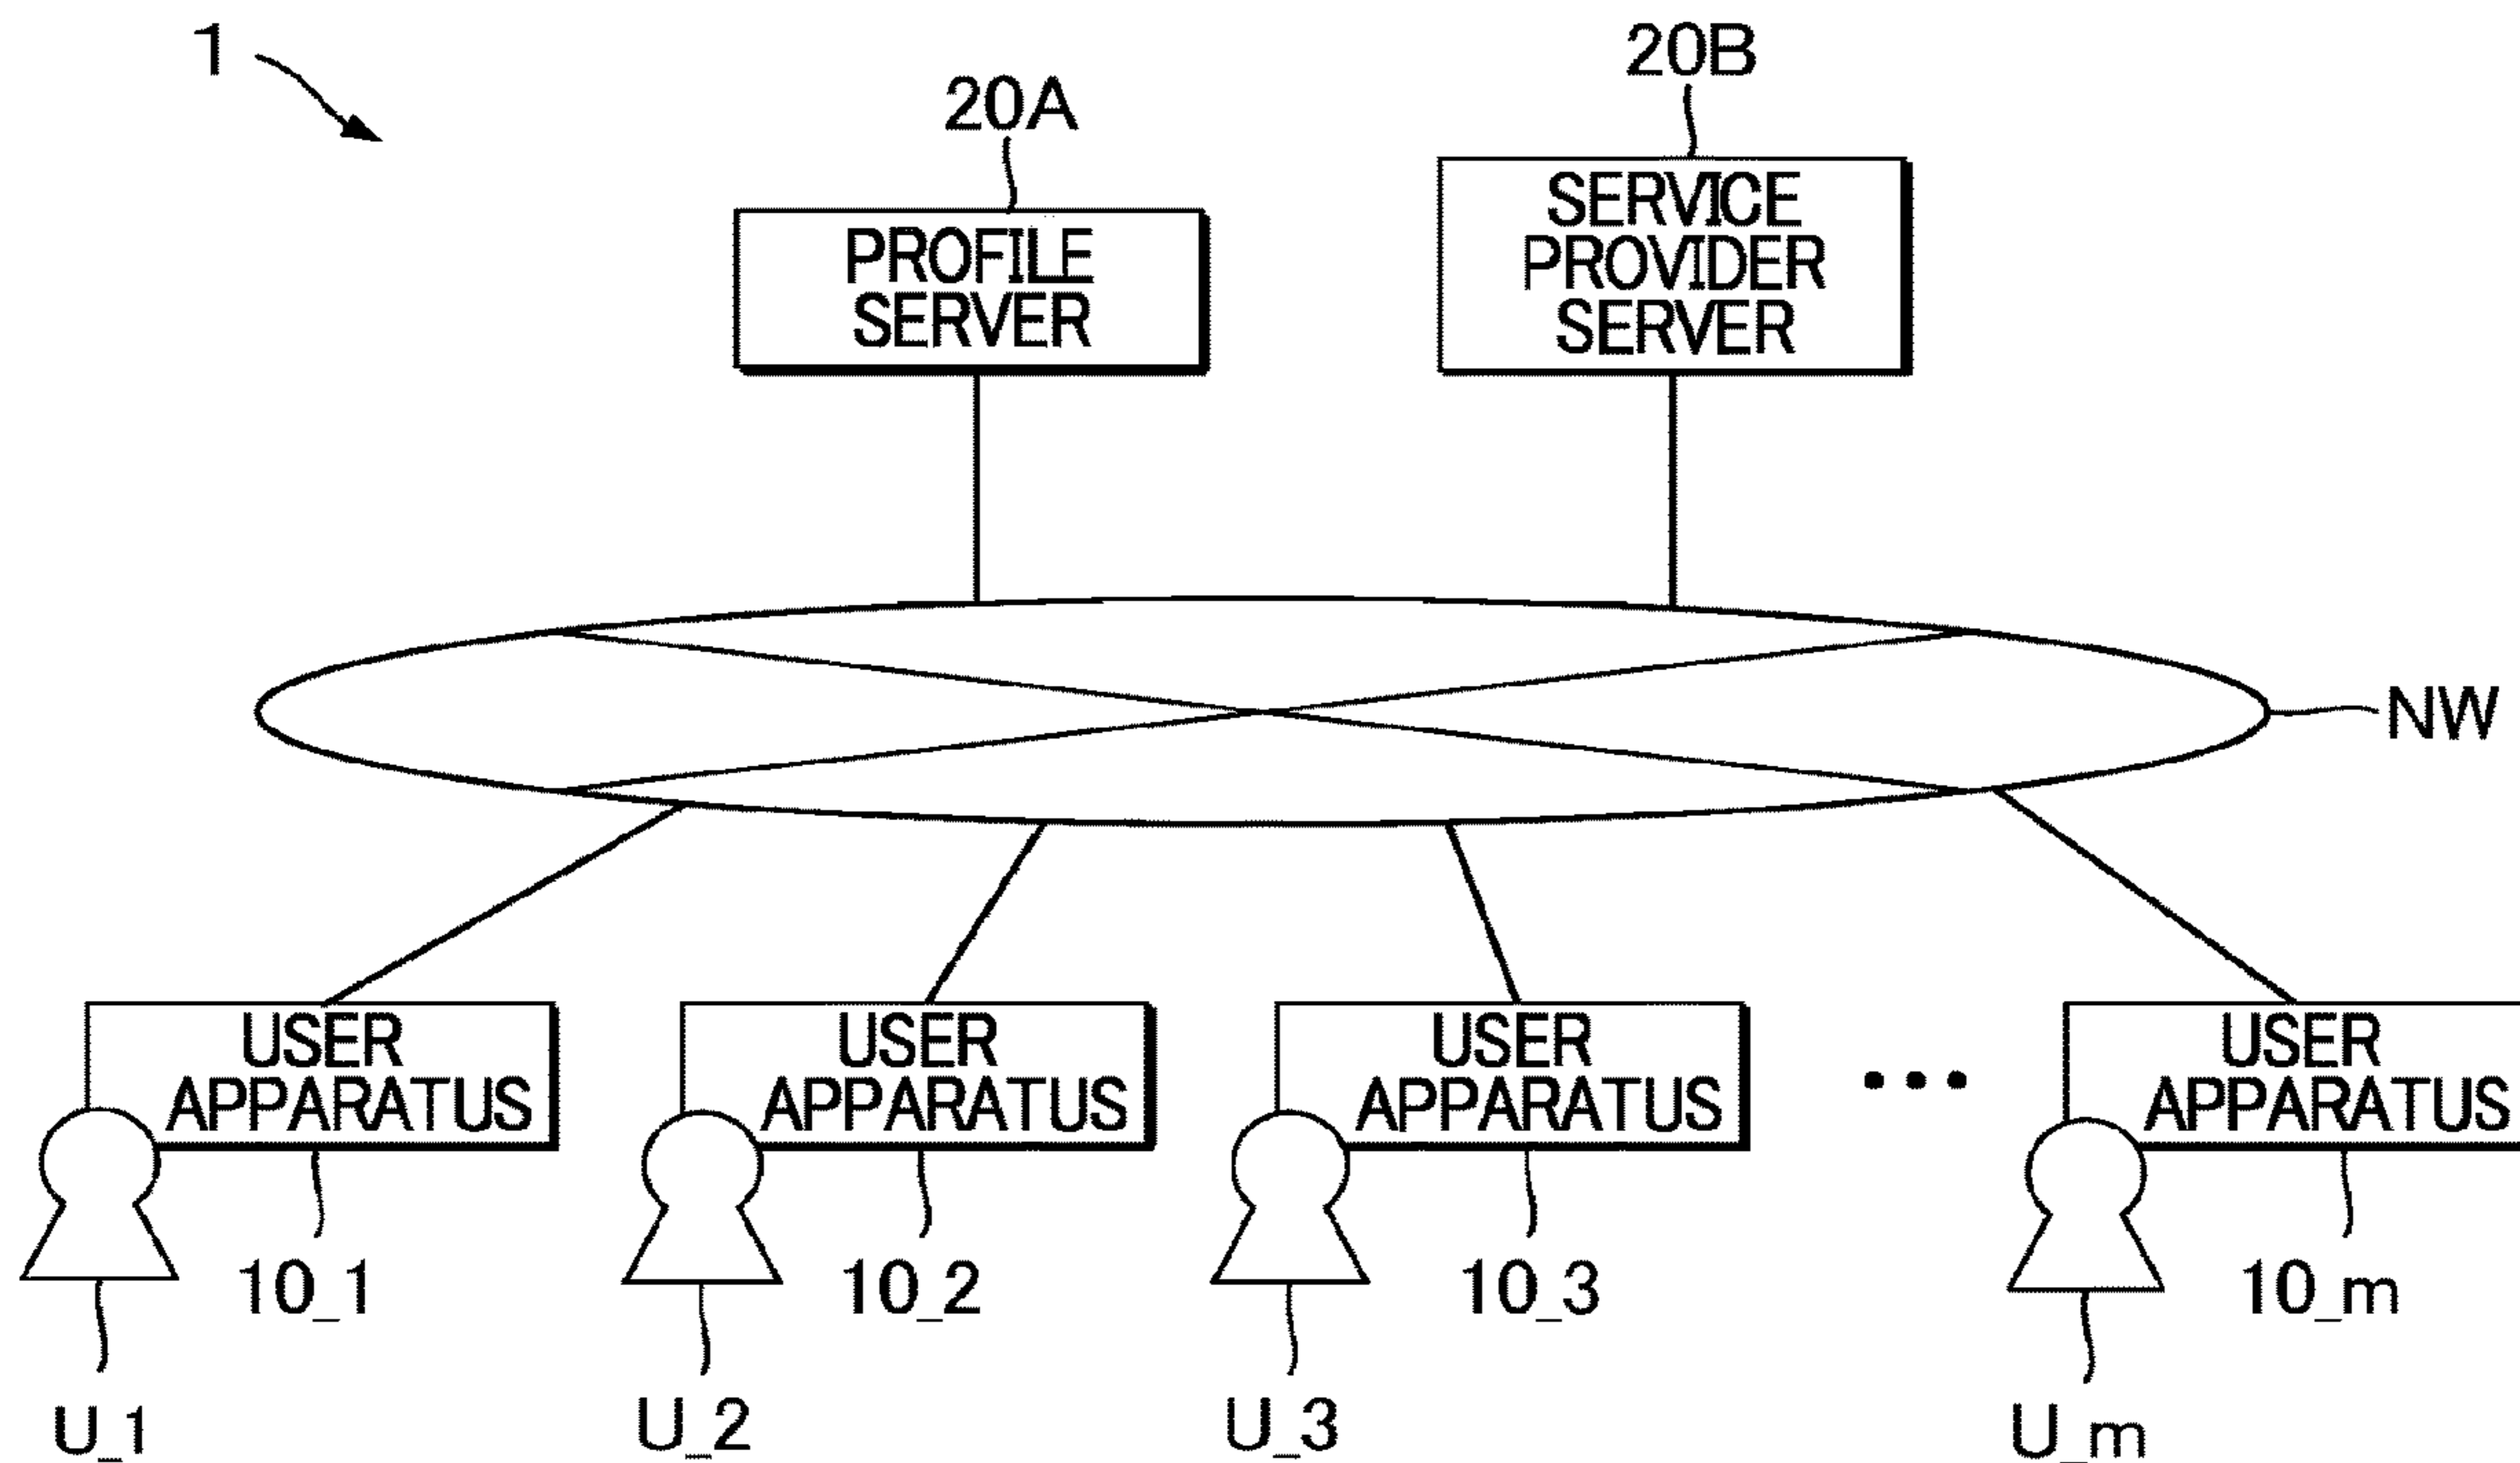 1
20A
20B
PROFILE
SERVER
SERVICE
PROVIDER
SERVER
NW
USER
APPARATUS
USER
APPARATUS
USER
APPARATUS
•••
USER
APPARATUS
10_1
10_2
10_3
10_m
U_1
U_2
U_3
U_m